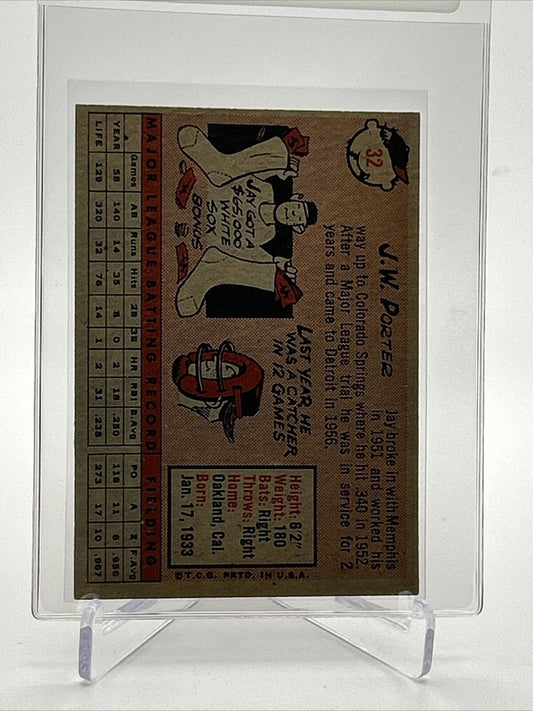 32
J.W. PORTER
Jay broke in with Memphis
in 1951 and worked his
way up to Colorado Springs where he hit .340 in 1952.
After a Major League trial he was in service for 2
years and came to Detroit in 1956.
JAY GOT A
$65,000
WHITE
SOX
BONUS
LAST YEAR HE
WAS A CATCHER
IN 12 GAMES
Height: 6'2"
Weight: 180
Bats: Right
Throws: Right
Home:
Oakland, Cal.
Born:
Jan. 17, 1933
MAJOR LEAGUE BATTING RECORD FIELDING
Games AB Runs Hits 2B 3B HR RBI B.Avg PO A E F.Avg
YEAR 58 140 14 35 8 0 2 18 .250 118 11 6 .956
LIFE 129 320 32 76 14 1 2 31 .238 273 17 10 .967
©T.C.G. PRTD. IN U.S.A.